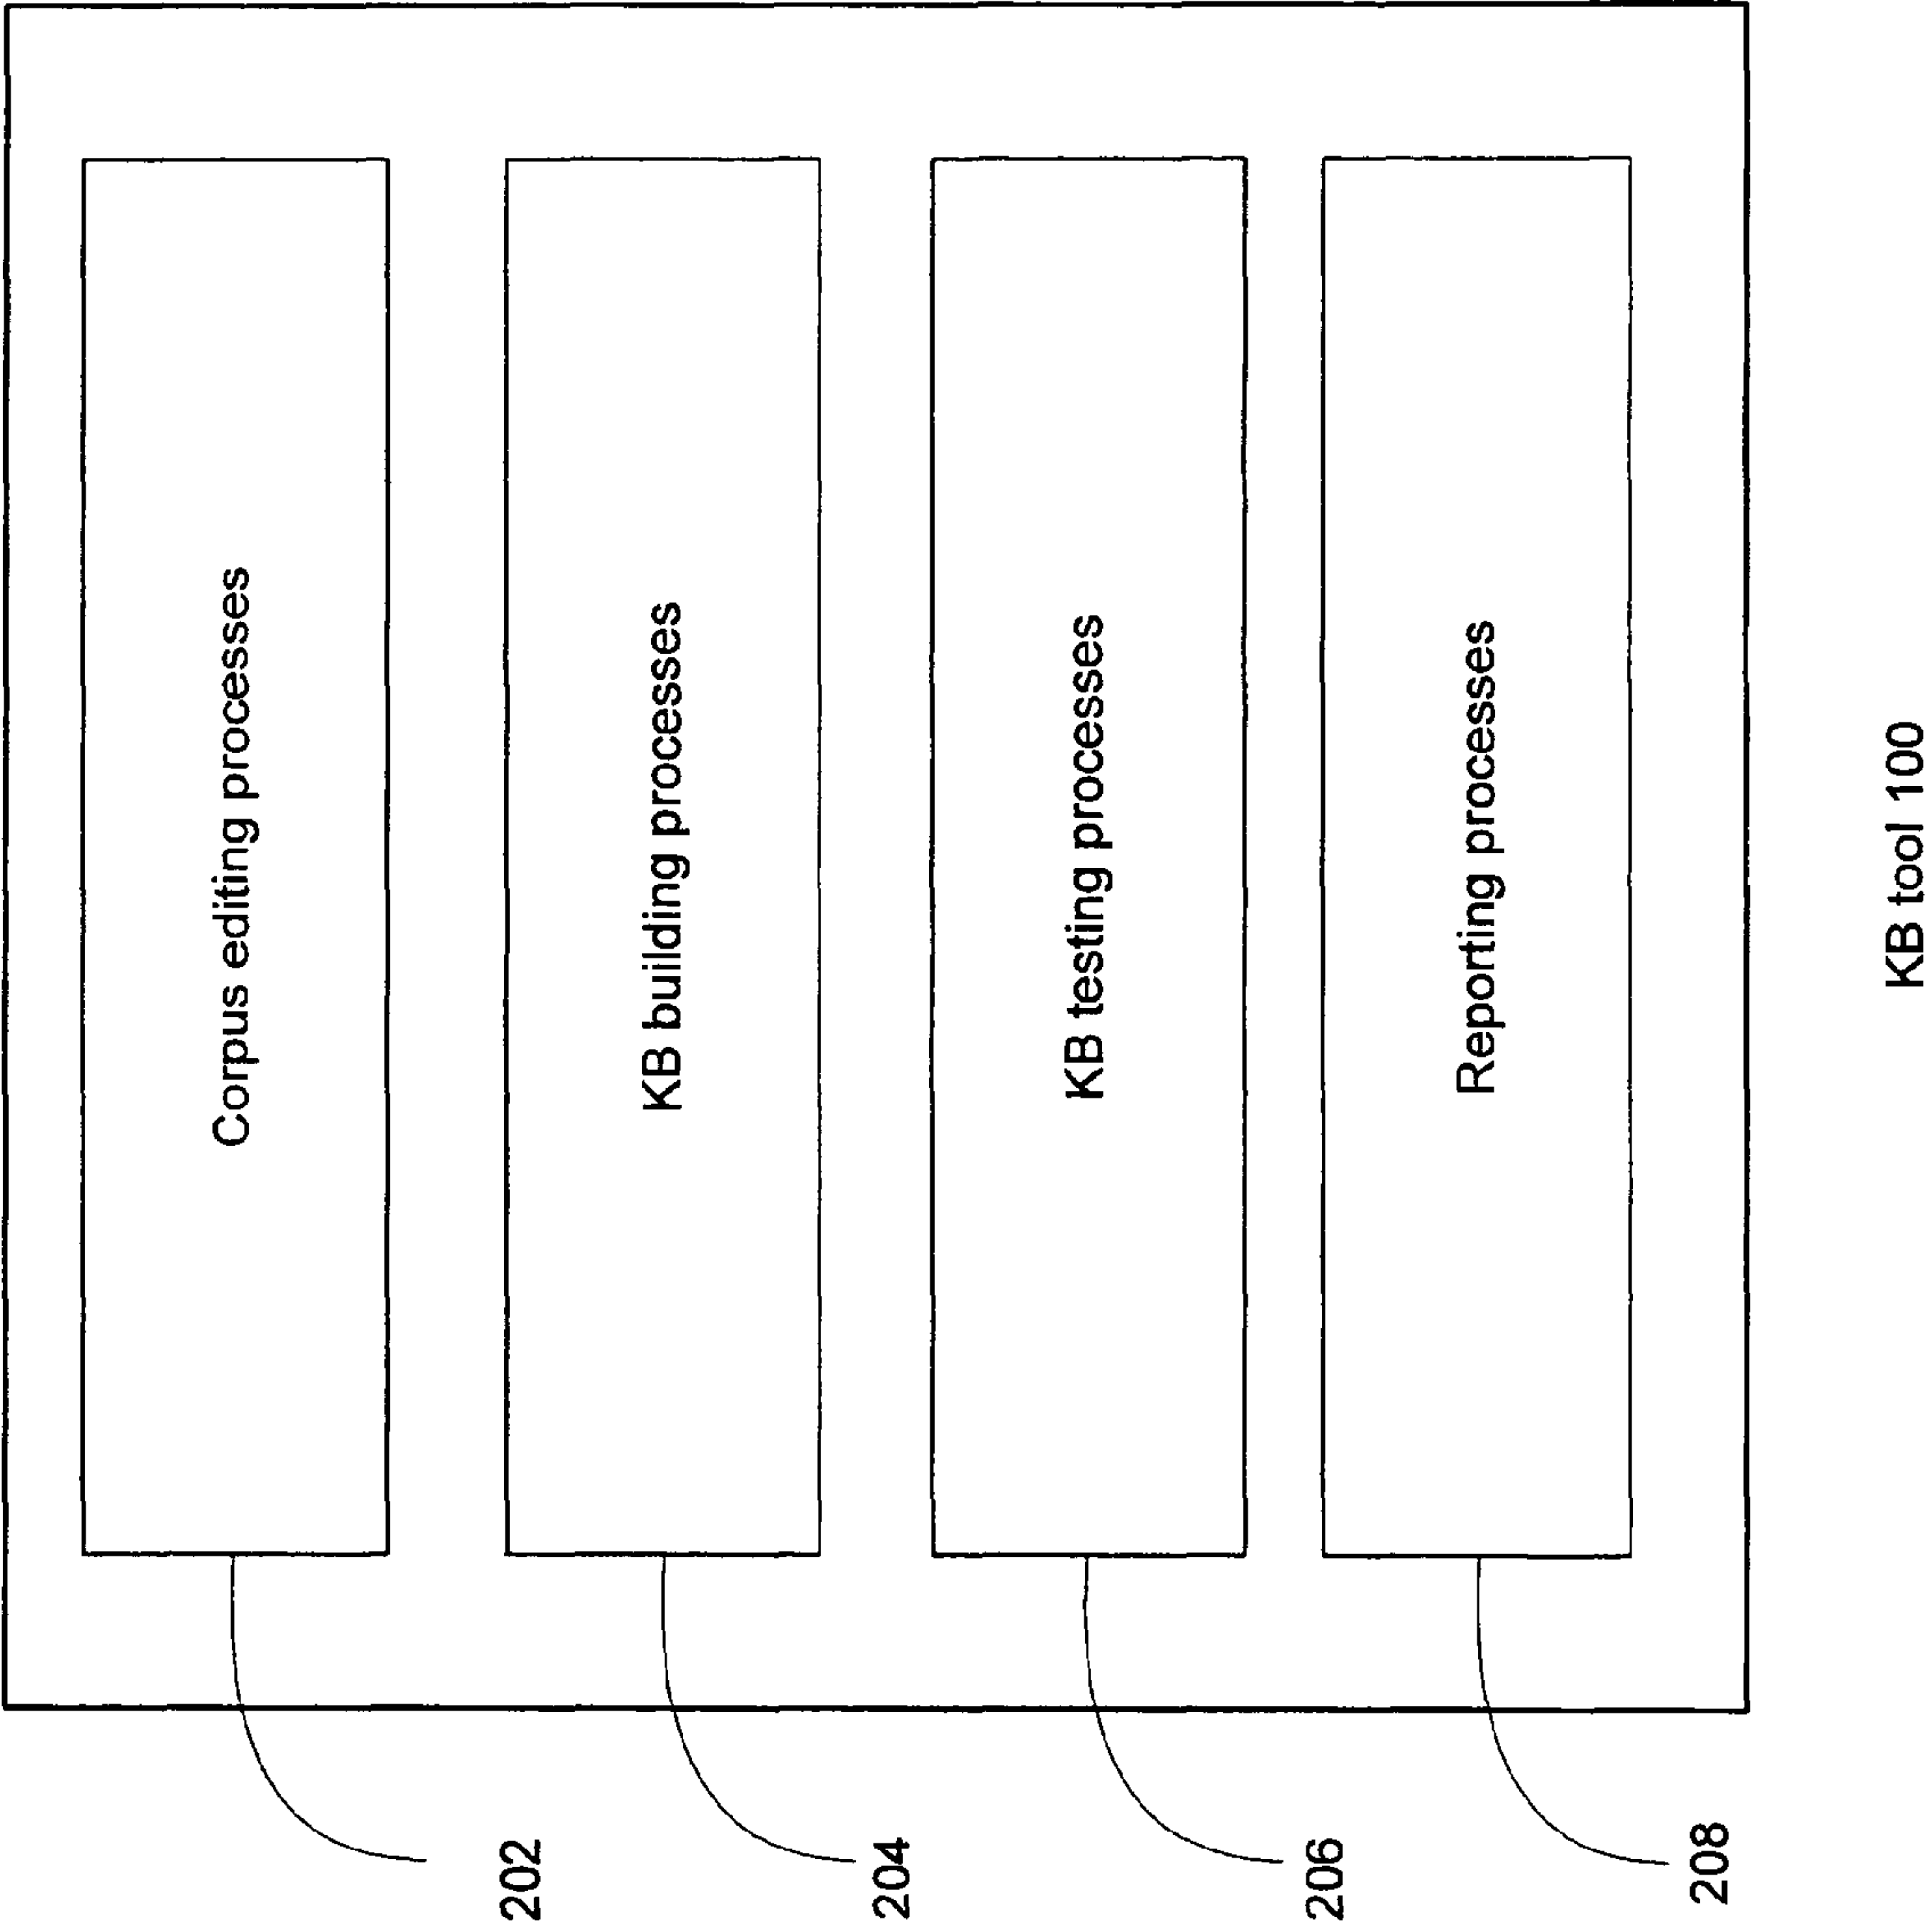 Corpus editing processes
202
KB building processes
204
KB testing processes
206
Reporting processes
208
KB tool 100